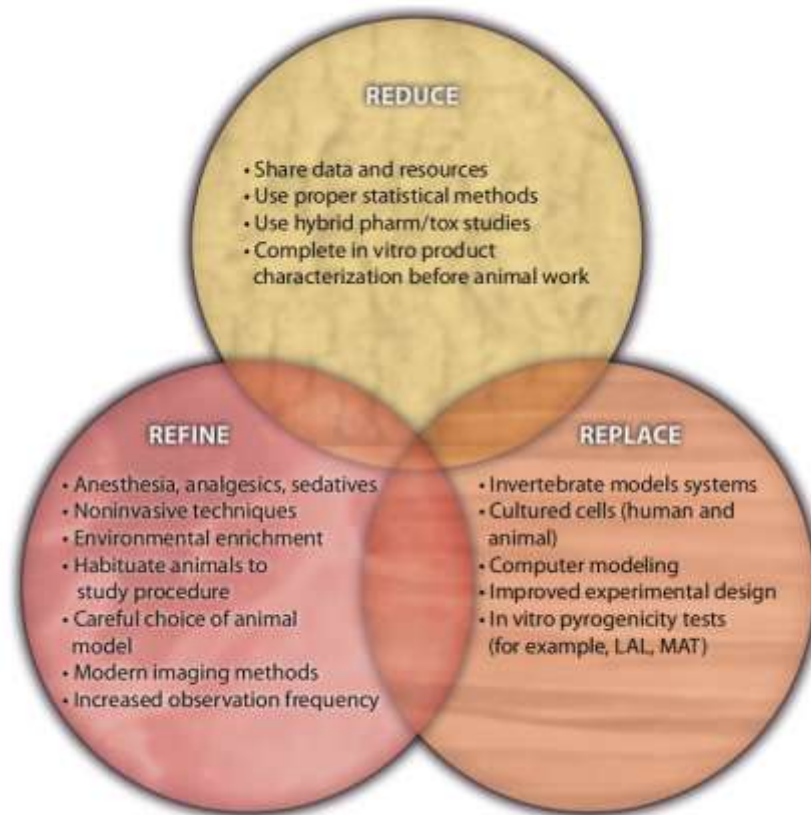 REDUCE
• Share data and resources
• Use proper statistical methods
• Use hybrid pharm/tox studies
• Complete in vitro product
characterization before animal work
REFINE
• Anesthesia, analgesics, sedatives
• Noninvasive techniques
• Environmental enrichment
• Habituate animals to
study procedure
• Careful choice of animal
model
• Modern imaging methods
• Increased observation frequency
REPLACE
• Invertebrate models systems
• Cultured cells (human and
animal)
• Computer modeling
• Improved experimental design
• In vitro pyrogenicity tests
(for example, LAL, MAT)